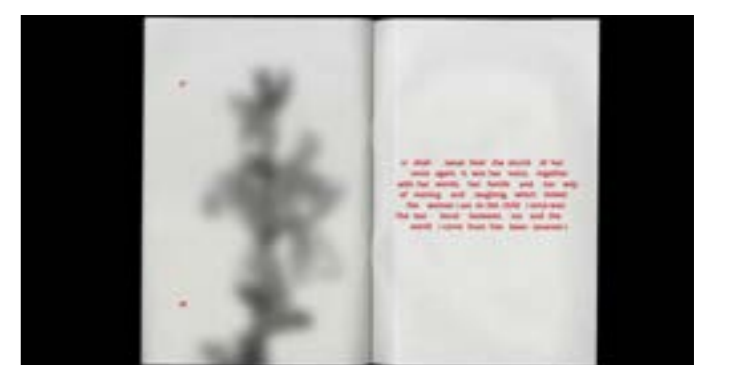 shall never hear the sound of her
voice again. It was her voice, together
with her words, her hands and her way
of moving and laughing, which linked
the woman I am to the child I once was.
The last bond between me and the
world I come from has been severed.